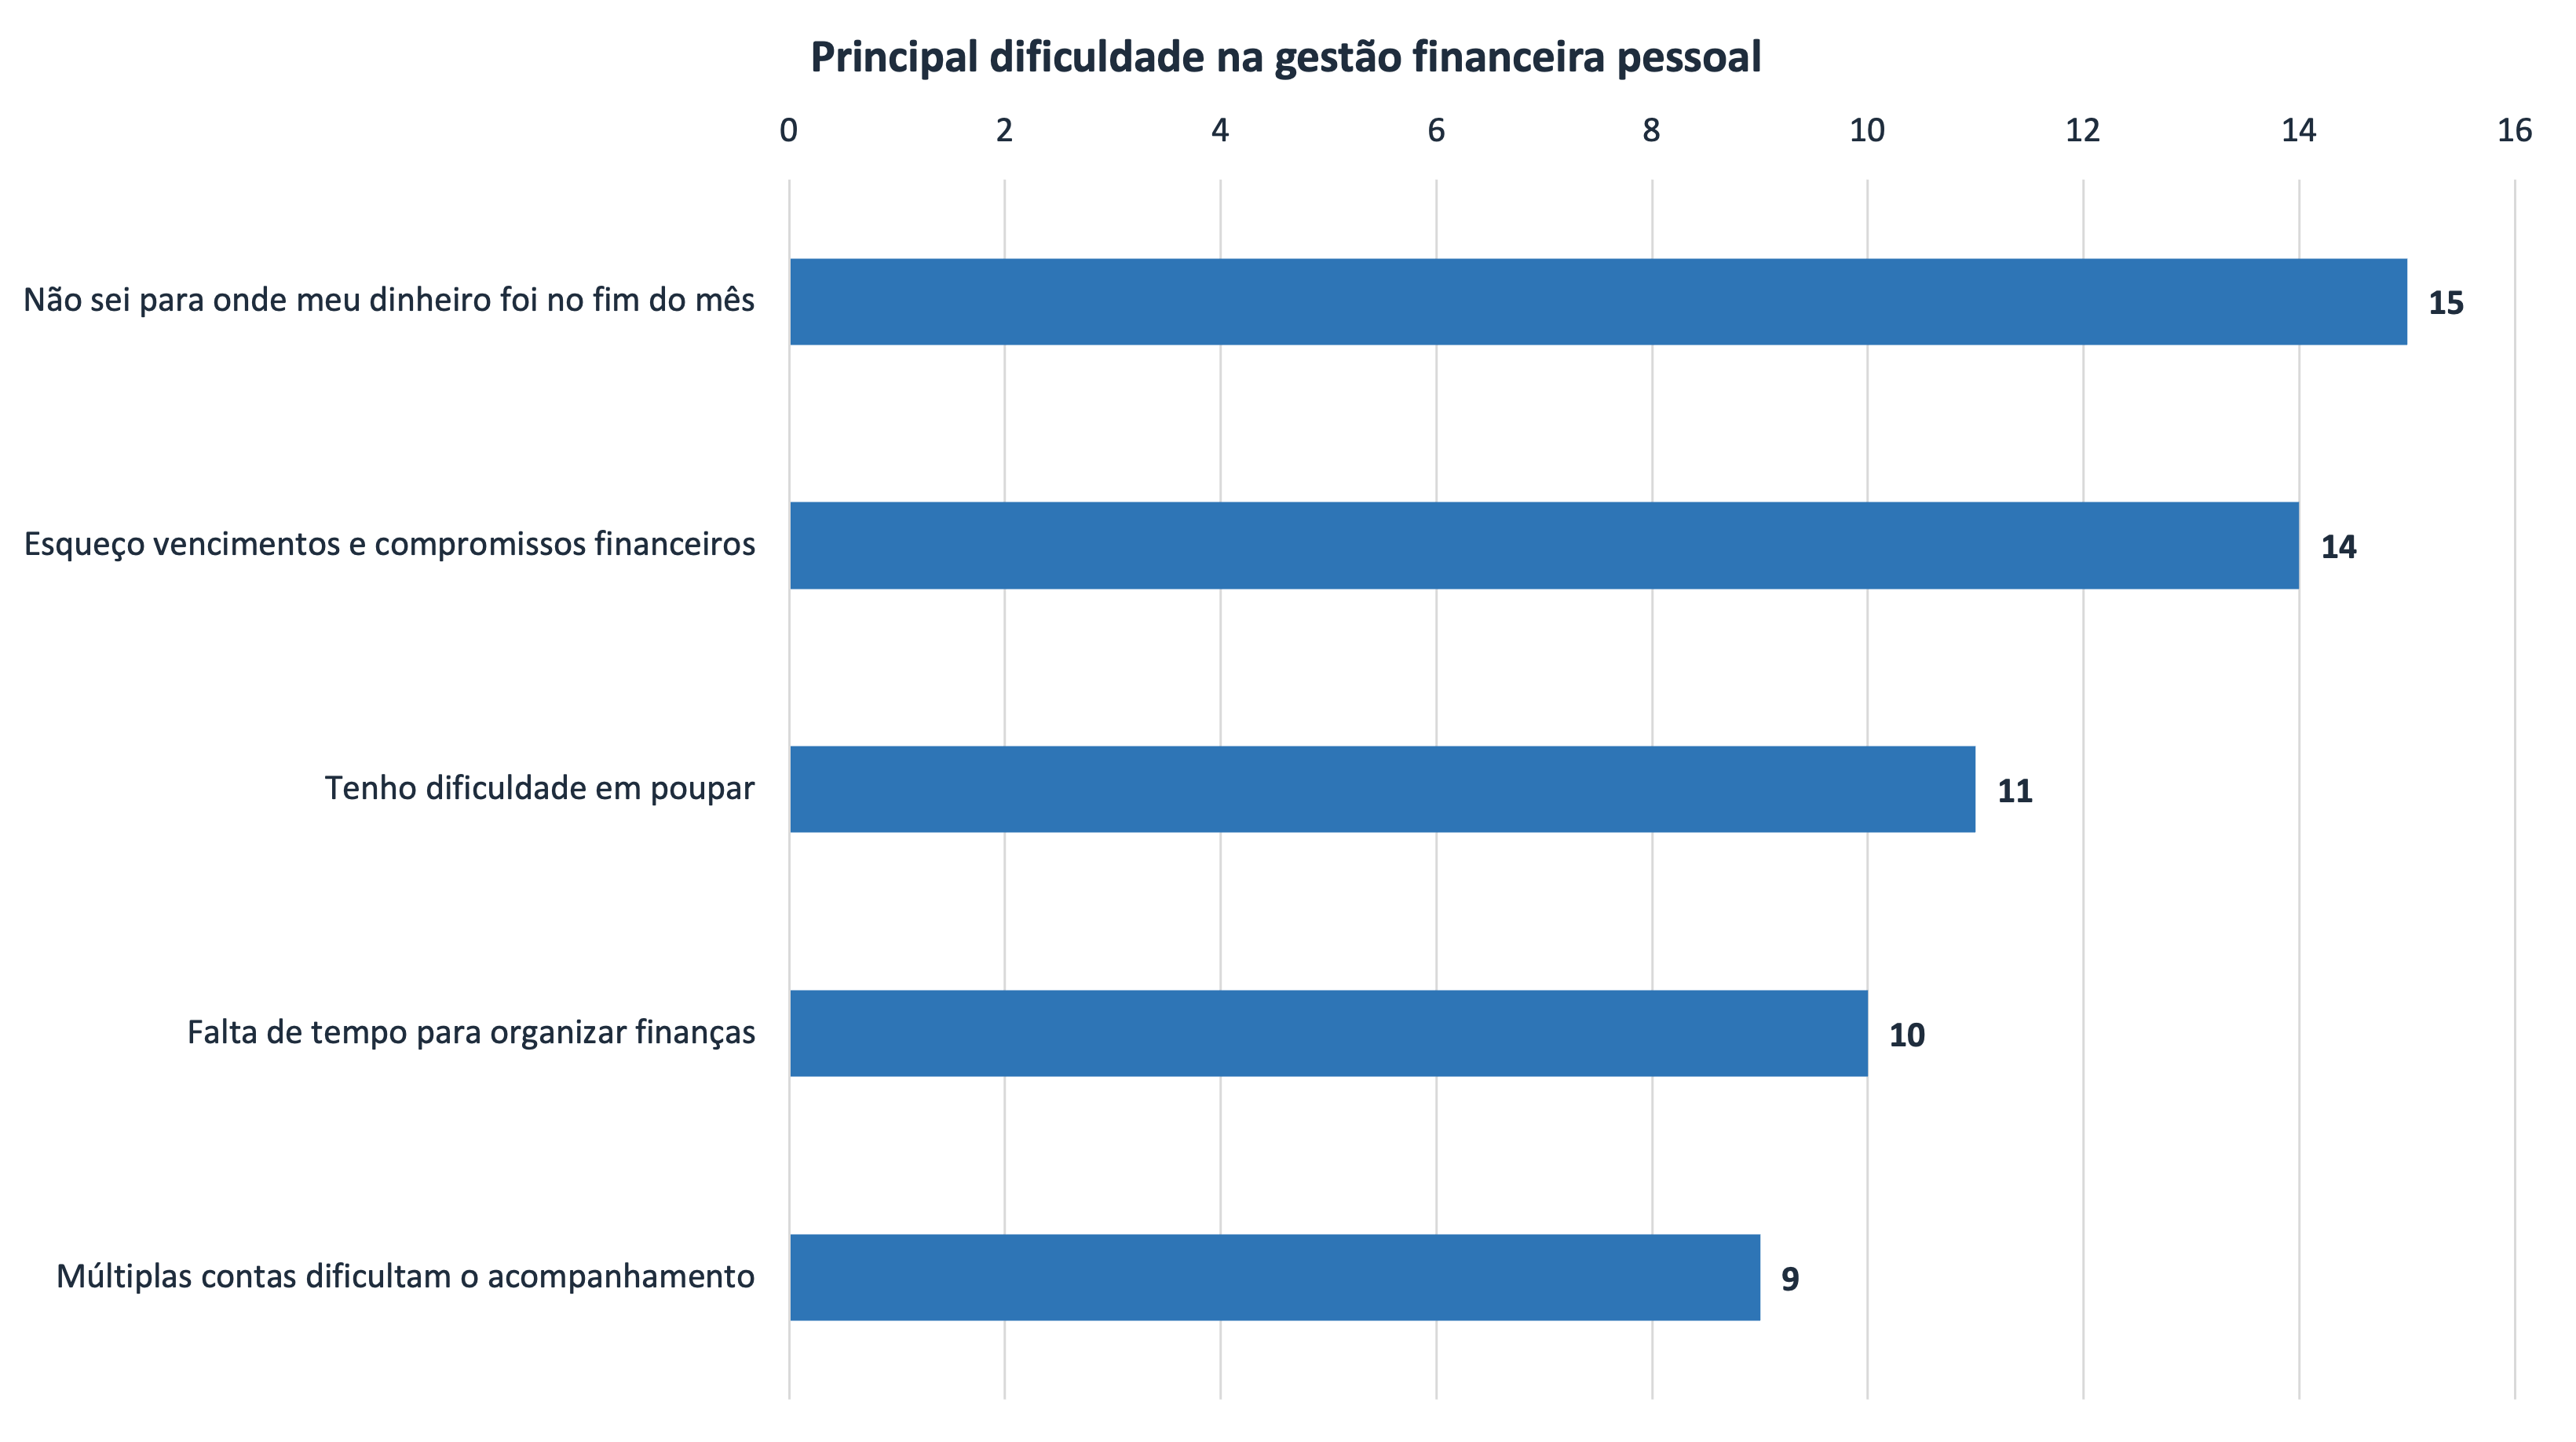 Principal dificuldade na gestão financeira pessoal
0 2 4 6 8 10 12 14 16
Não sei para onde meu dinheiro foi no fim do mês 15
Esqueço vencimentos e compromissos financeiros 14
Tenho dificuldade em poupar 11
Falta de tempo para organizar finanças 10
Múltiplas contas dificultam o acompanhamento 9